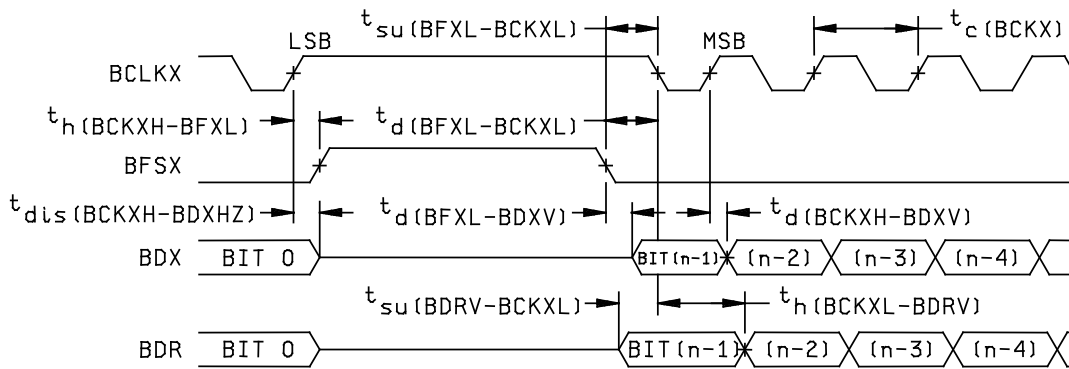 tsu(BFXL-BCKXL)
LSB
MSB
tc(BCKX)
BCLKX
th(BCKXH-BFXL)
td(BFXL-BCKXL)
BFSX
tdis(BCKXH-BDXHZ)
td(BFXL-BDXV)
td(BCKXH-BDXV)
BDX
BIT 0
BIT(n-1)
(n-2)
(n-3)
(n-4)
tsu(BDRV-BCKXL)
th(BCKXL-BDRV)
BDR
BIT 0
BIT(n-1)
(n-2)
(n-3)
(n-4)